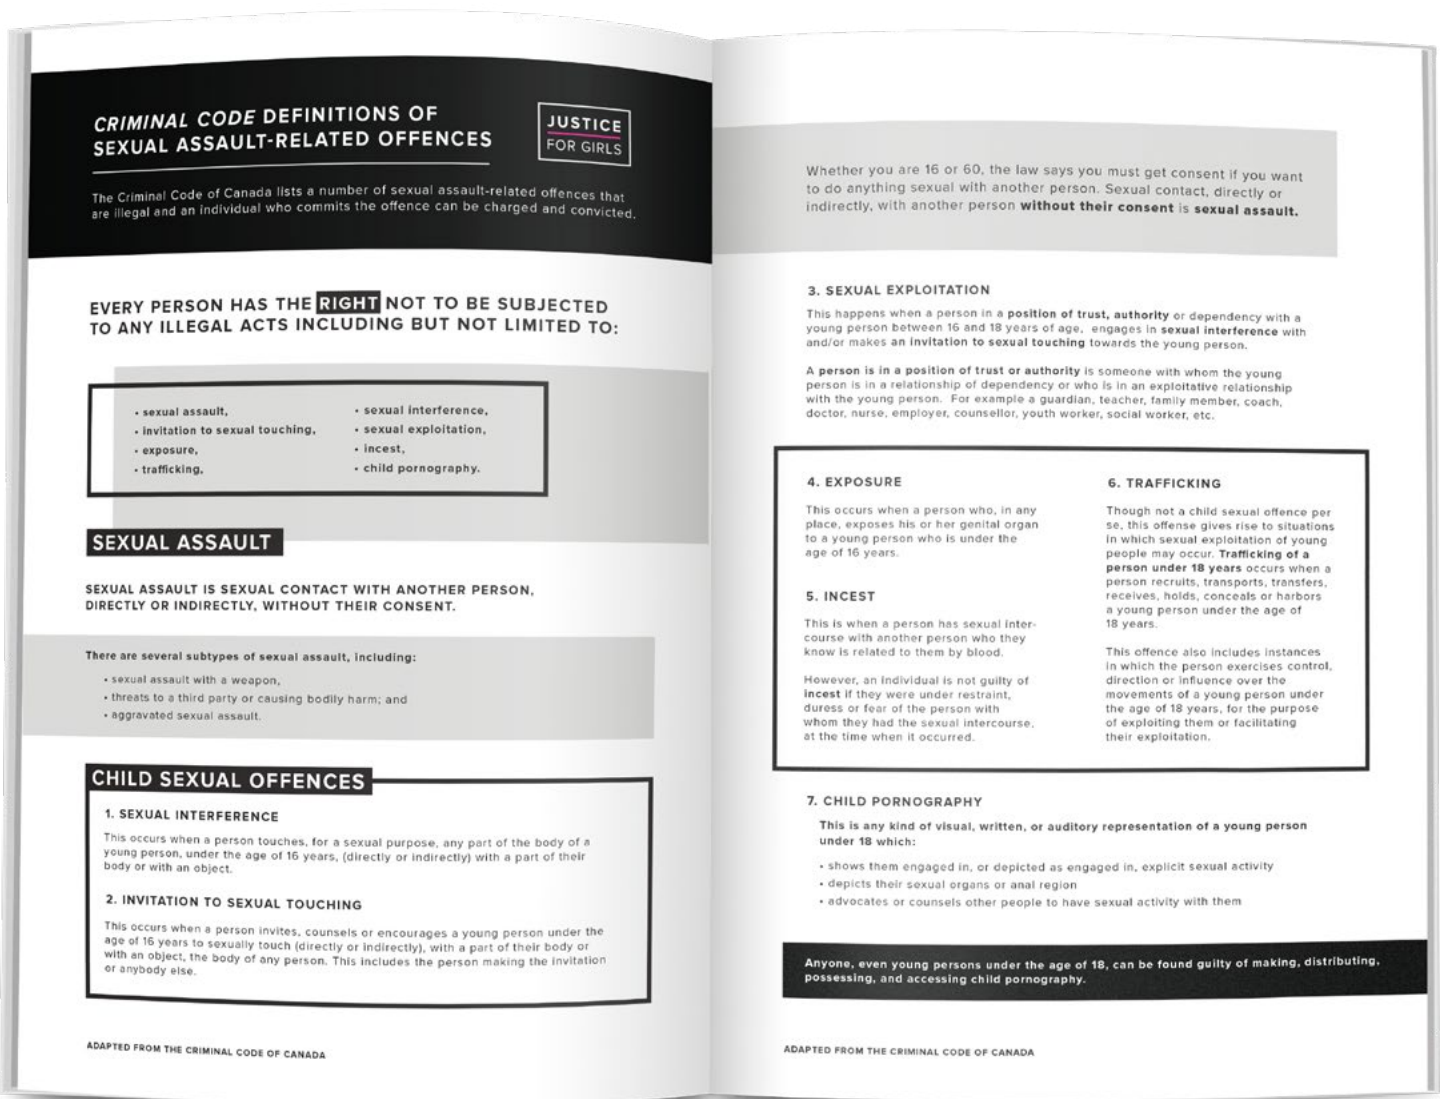 CRIMINAL CODE DEFINITIONS OF
SEXUAL ASSAULT-RELATED OFFENCES
JUSTICE
FOR GIRLS
The Criminal Code of Canada lists a number of sexual assault-related offences that
are illegal and an individual who commits the offence can be charged and convicted.
EVERY PERSON HAS THE RIGHT NOT TO BE SUBJECTED
TO ANY ILLEGAL ACTS INCLUDING BUT NOT LIMITED TO:
• sexual assault,
• invitation to sexual touching,
• exposure,
• trafficking,
• sexual interference,
• sexual exploitation,
• incest,
• child pornography.
SEXUAL ASSAULT
SEXUAL ASSAULT IS SEXUAL CONTACT WITH ANOTHER PERSON,
DIRECTLY OR INDIRECTLY, WITHOUT THEIR CONSENT.
There are several subtypes of sexual assault, including:
• sexual assault with a weapon,
• threats to a third party or causing bodily harm; and
• aggravated sexual assault.
CHILD SEXUAL OFFENCES
1. SEXUAL INTERFERENCE
This occurs when a person touches, for a sexual purpose, any part of the body of a
young person, under the age of 16 years, (directly or indirectly) with a part of their
body or with an object.
2. INVITATION TO SEXUAL TOUCHING
This occurs when a person invites, counsels or encourages a young person under the
age of 16 years to sexually touch (directly or indirectly), with a part of their body or
with an object, the body of any person. This includes the person making the invitation
or anybody else.
ADAPTED FROM THE CRIMINAL CODE OF CANADA
Whether you are 16 or 60, the law says you must get consent if you want
to do anything sexual with another person. Sexual contact, directly or
indirectly, with another person without their consent is sexual assault.
3. SEXUAL EXPLOITATION
This happens when a person in a position of trust, authority or dependency with a
young person between 16 and 18 years of age, engages in sexual interference with
and/or makes an invitation to sexual touching towards the young person.
A person is in a position of trust or authority is someone with whom the young
person is in a relationship of dependency or who is in an exploitative relationship
with the young person. For example a guardian, teacher, family member, coach,
doctor, nurse, employer, counsellor, youth worker, social worker, etc.
4. EXPOSURE
This occurs when a person who, in any
place, exposes his or her genital organ
to a young person who is under the
age of 16 years.
5. INCEST
This is when a person has sexual inter-
course with another person who they
know is related to them by blood.
However, an individual is not guilty of
incest if they were under restraint,
duress or fear of the person with
whom they had the sexual intercourse,
at the time when it occurred.
6. TRAFFICKING
Though not a child sexual offence per
se, this offense gives rise to situations
in which sexual exploitation of young
people may occur. Trafficking of a
person under 18 years occurs when a
person recruits, transports, transfers,
receives, holds, conceals or harbors
a young person under the age of
18 years.
This offence also includes instances
in which the person exercises control,
direction or influence over the
movements of a young person under
the age of 18 years, for the purpose
of exploiting them or facilitating
their exploitation.
7. CHILD PORNOGRAPHY
This is any kind of visual, written, or auditory representation of a young person
under 18 which:
• shows them engaged in, or depicted as engaged in, explicit sexual activity
• depicts their sexual organs or anal region
• advocates or counsels other people to have sexual activity with them
Anyone, even young persons under the age of 18, can be found guilty of making, distributing,
possessing, and accessing child pornography.
ADAPTED FROM THE CRIMINAL CODE OF CANADA